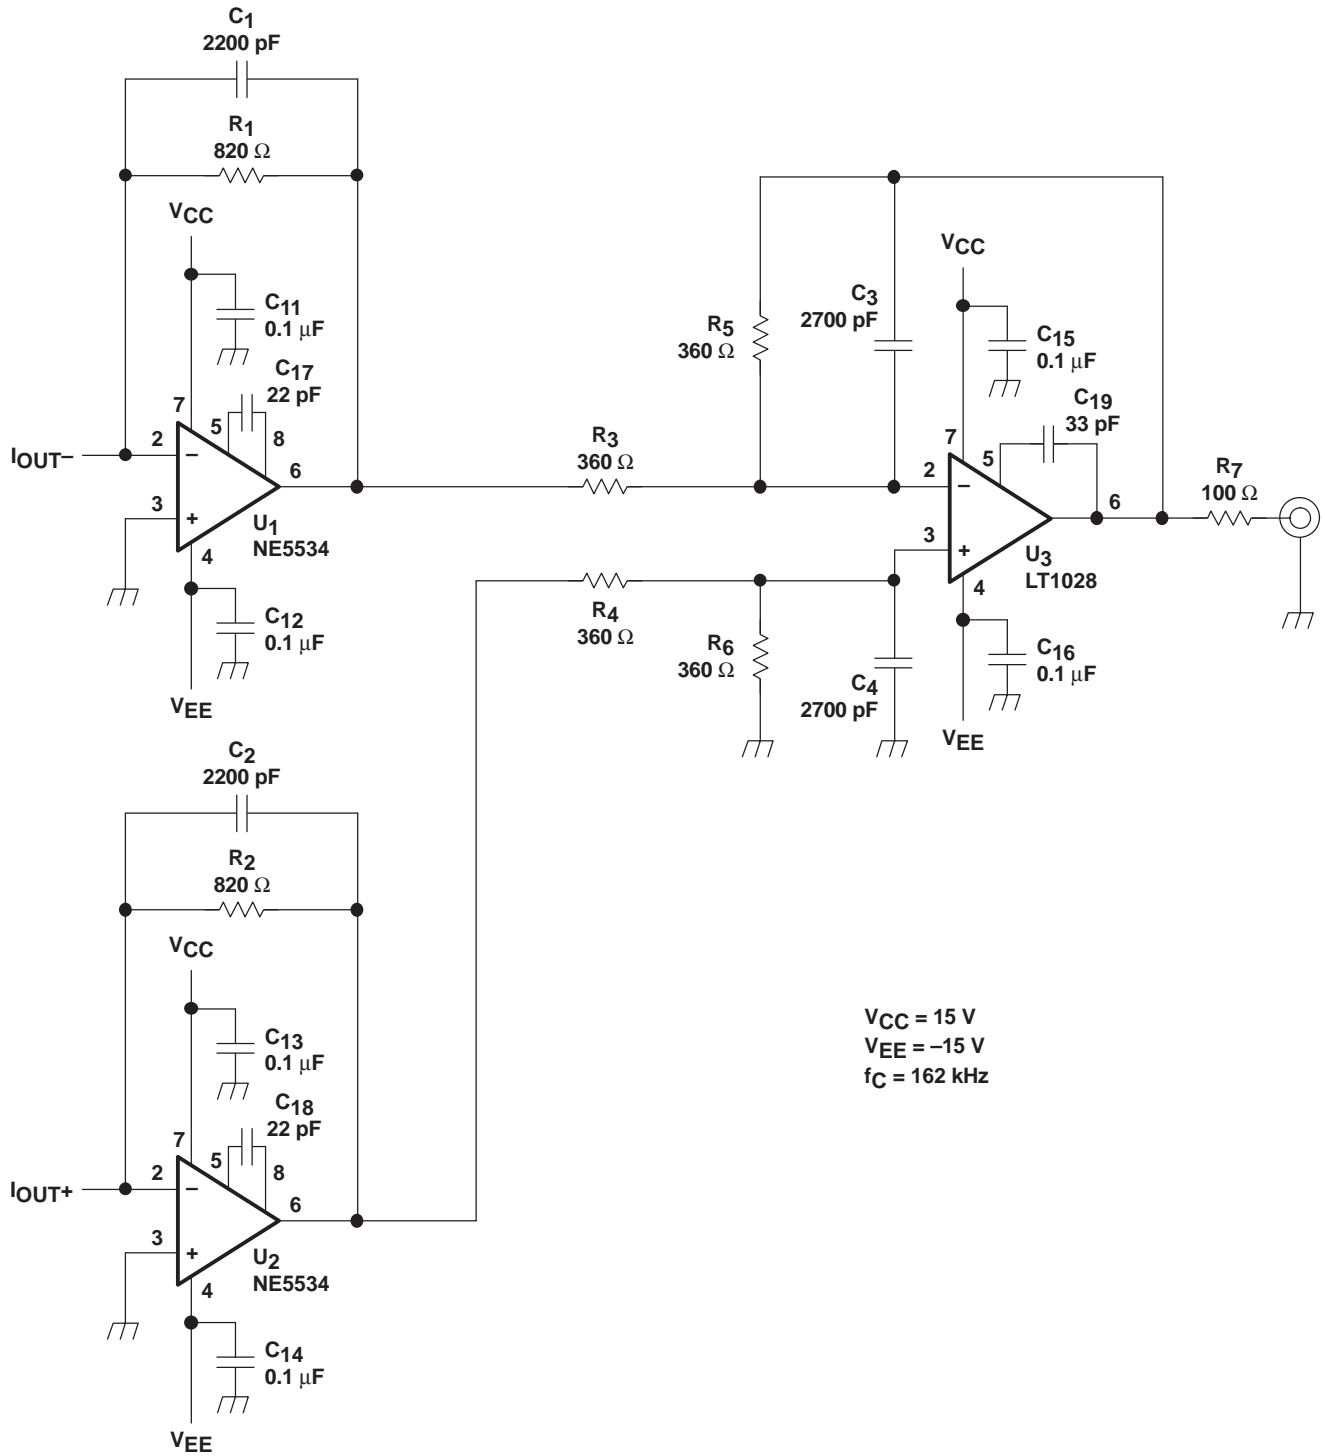 C1
2200 pF
R1
820 Ω
VCC
C11
0.1 μF
C17
22 pF
7
5
8
2
IOUT–
–
6
3
+
U1
NE5534
4
C12
0.1 μF
VEE
R3
360 Ω
R5
360 Ω
C3
2700 pF
VCC
C15
0.1 μF
C19
33 pF
7
5
2
–
6
R7
100 Ω
3
+
U3
LT1028
4
R4
360 Ω
R6
360 Ω
C4
2700 pF
C16
0.1 μF
VEE
C2
2200 pF
R2
820 Ω
VCC
C13
0.1 μF
C18
22 pF
7
5
8
2
IOUT+
–
6
3
+
U2
NE5534
4
C14
0.1 μF
VEE
VCC = 15 V
VEE = –15 V
fC = 162 kHz